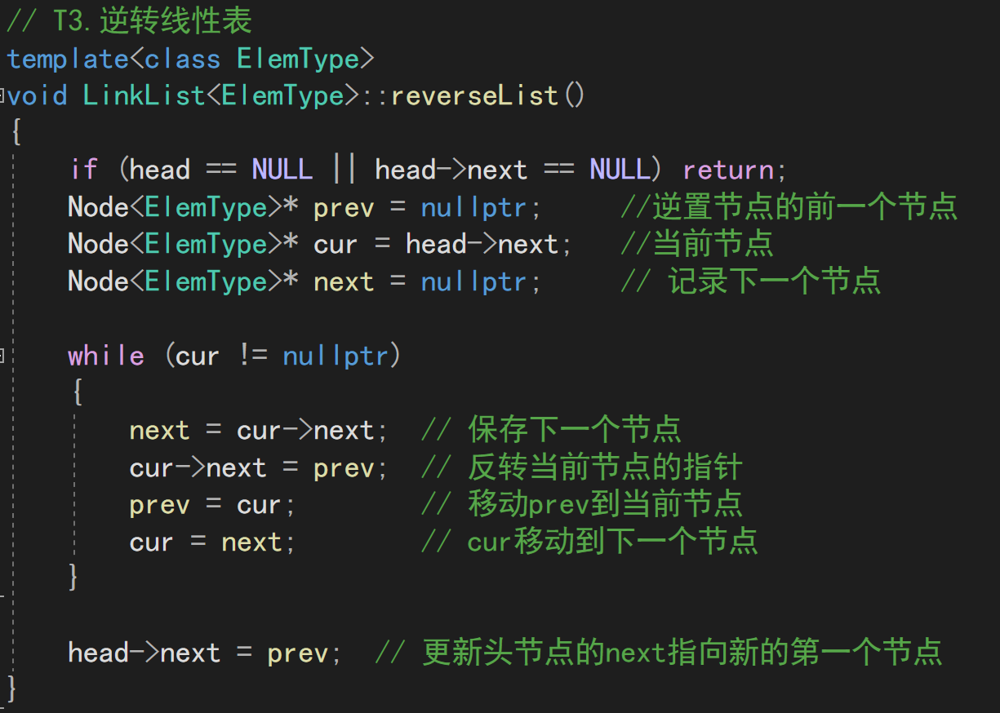 // T3.逆转线性表
template<class ElemType>
void LinkList<ElemType>::reverseList()
{
    if (head == NULL || head->next == NULL) return;
    Node<ElemType>* prev = nullptr;     //逆置节点的前一个节点
    Node<ElemType>* cur = head->next;   //当前节点
    Node<ElemType>* next = nullptr;     // 记录下一个节点
    while (cur != nullptr)
    {
        next = cur->next;  // 保存下一个节点
        cur->next = prev;  // 反转当前节点的指针
        prev = cur;        // 移动prev到当前节点
        cur = next;        // cur移动到下一个节点
    }
    head->next = prev;  // 更新头节点的next指向新的第一个节点
}